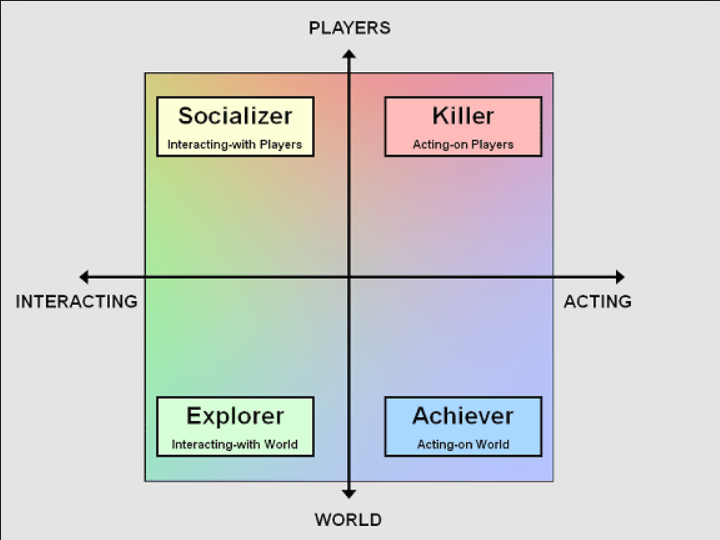 PLAYERS
Socializer
Interacting-with Players
Killer
Acting-on Players
INTERACTING
ACTING
Explorer
Interacting-with World
Achiever
Acting-on World
WORLD